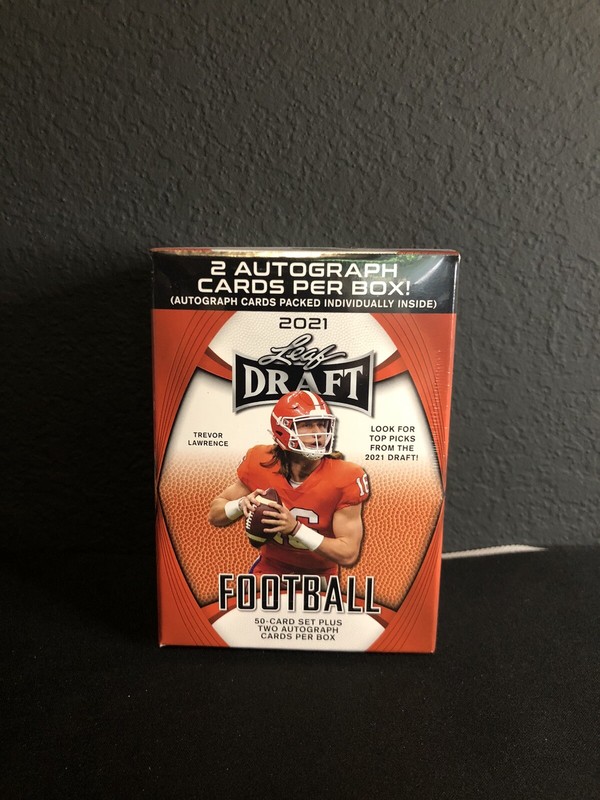 2 AUTOGRAPH
CARDS PER BOX!
(AUTOGRAPH CARDS PACKED INDIVIDUALLY INSIDE)
2021
Leaf
DRAFT
TREVOR
LAWRENCE
LOOK FOR
TOP PICKS
FROM THE
2021 DRAFT!
16
16
FOOTBALL
50-CARD SET PLUS
TWO AUTOGRAPH
CARDS PER BOX